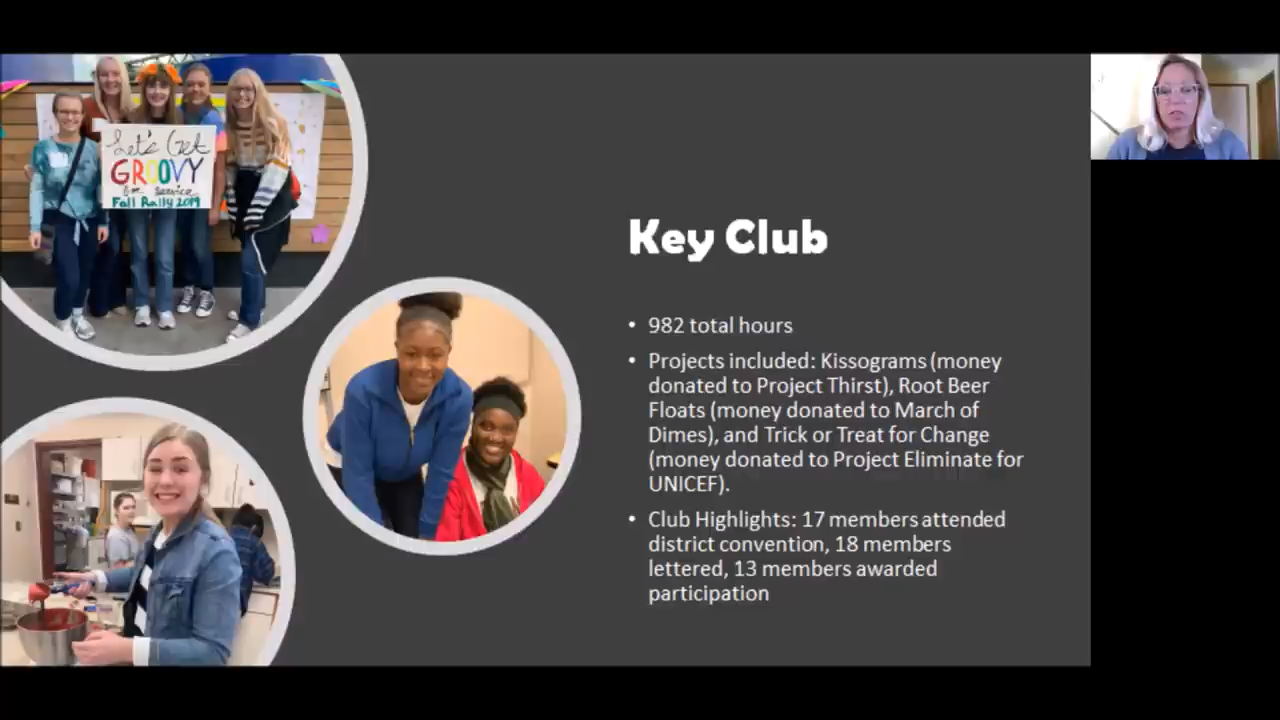 Let's Get
GROOVY
for service
Fall Rally 2019
Key Club
• 982 total hours
• Projects included: Kissograms (money
donated to Project Thirst), Root Beer
Floats (money donated to March of
Dimes), and Trick or Treat for Change
(money donated to Project Eliminate for
UNICEF).
• Club Highlights: 17 members attended
district convention, 18 members
lettered, 13 members awarded
participation